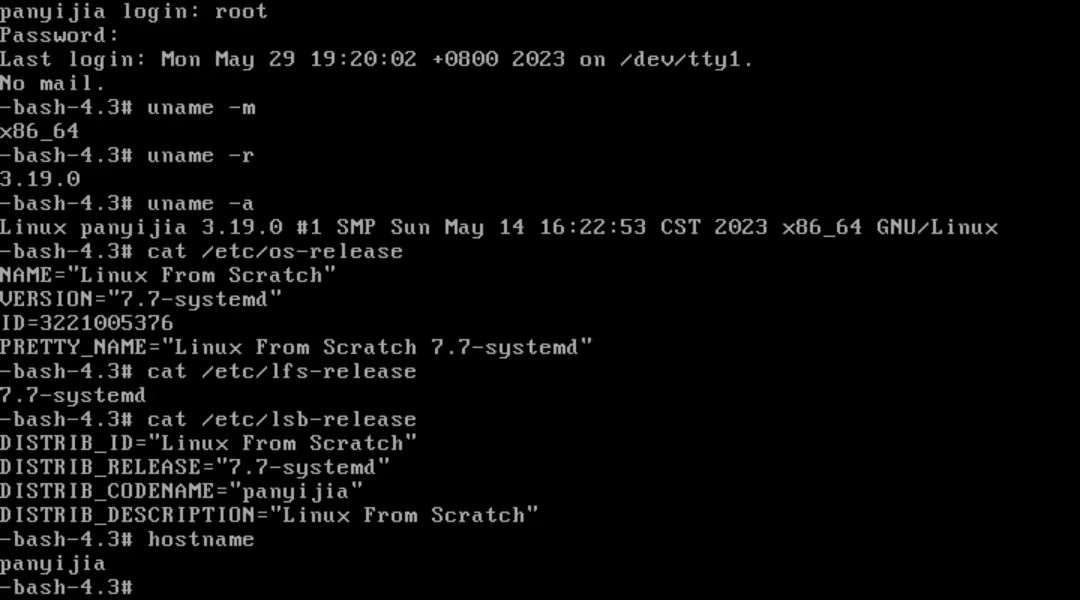 panyijia login: root
Password:
Last login: Mon May 29 19:20:02 +0800 2023 on /dev/tty1.
No mail.
-bash-4.3# uname -m
x86_64
-bash-4.3# uname -r
3.19.0
-bash-4.3# uname -a
Linux panyijia 3.19.0 #1 SMP Sun May 14 16:22:53 CST 2023 x86_64 GNU/Linux
-bash-4.3# cat /etc/os-release
NAME="Linux From Scratch"
VERSION="7.7-systemd"
ID=3221005376
PRETTY_NAME="Linux From Scratch 7.7-systemd"
-bash-4.3# cat /etc/lfs-release
7.7-systemd
-bash-4.3# cat /etc/lsb-release
DISTRIB_ID="Linux From Scratch"
DISTRIB_RELEASE="7.7-systemd"
DISTRIB_CODENAME="panyijia"
DISTRIB_DESCRIPTION="Linux From Scratch"
-bash-4.3# hostname
panyijia
-bash-4.3#